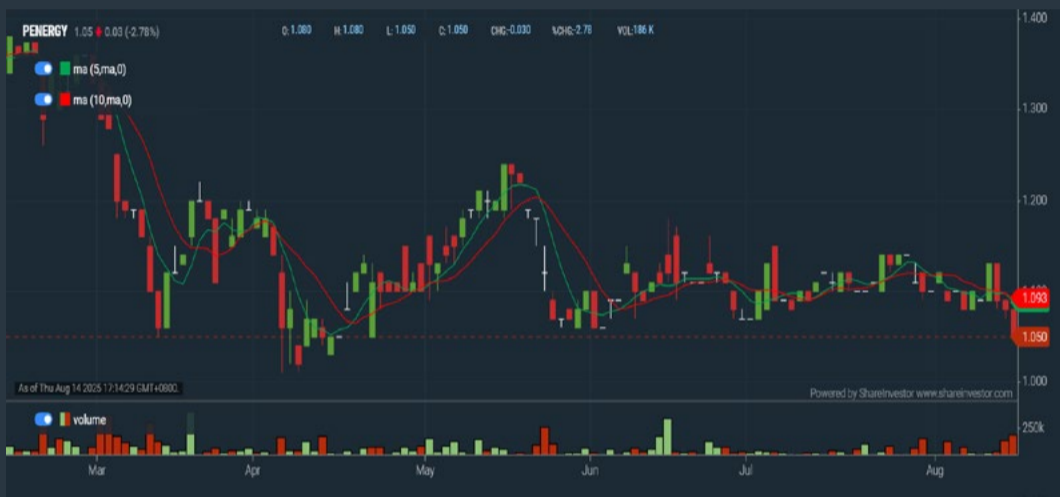 1.400
PENERGY 1.05 0.03 (-2.78%) O: 1.080 H: 1.080 L: 1.050 C: 1.050 CHG:-0.030 %CHG:-2.78 VOL:186 K
ma (5,ma,0)
ma (10,ma,0)
1.300
1.200
1.093
1.050
1.000
As of Thu Aug 14 2025 17:14:29 GMT+0800.
Powered by ShareInvestor www.shareinvestor.com
volume
250k
Mar Apr May Jun Jul Aug